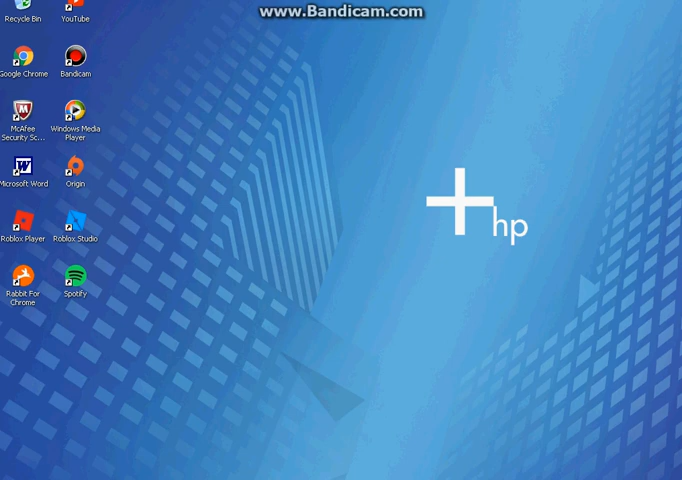 www.Bandicam.com
Recycle Bin
YouTube
Google Chrome
Bandicam
McAfee
Security Sc...
Windows Media
Player
Microsoft Word
Origin
Roblox Player
Roblox Studio
Rabbit For
Chrome
Spotify
hp